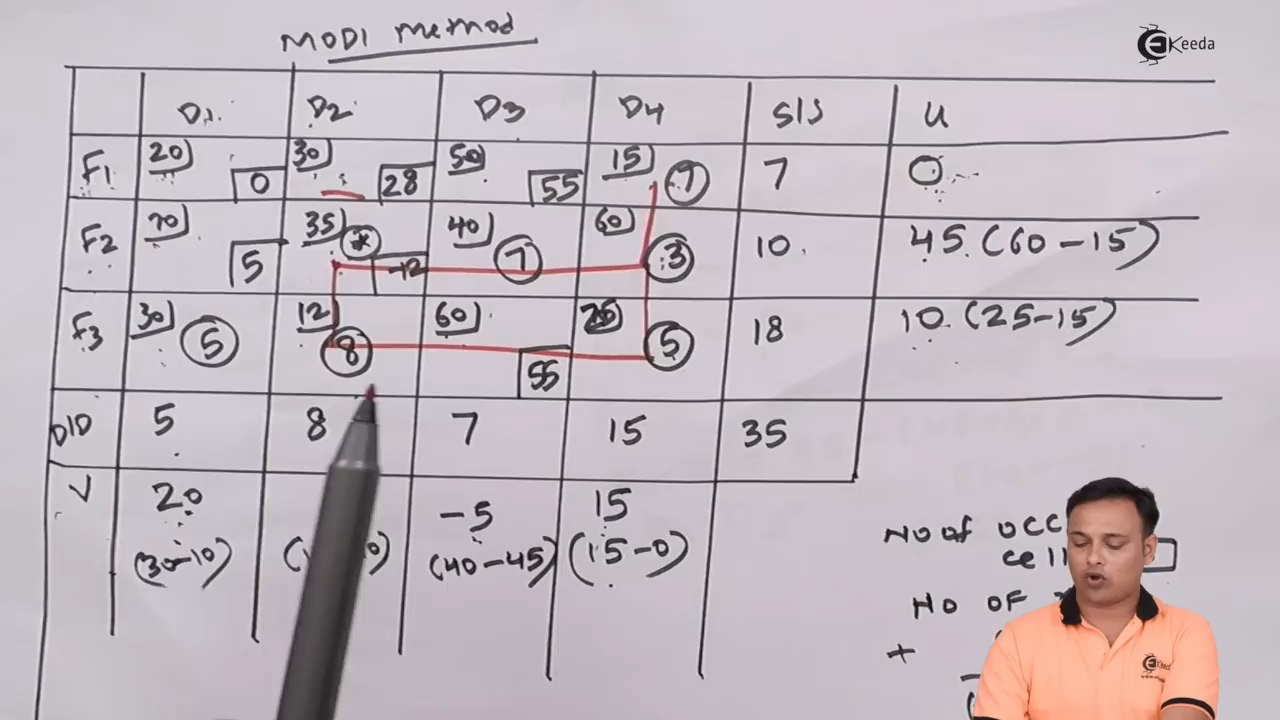 MODI Method
EKeeda
D1 D2 D3 D4 S/S U
F1 20 0 30 28 50 55 15 7 7 0
F2 70 5 35 * -12 40 7 60 3 10 45 (60-15)
F3 30 5 12 8 60 55 25 5 18 10 (25-15)
D/D 5 8 7 15 35
V 20 -5 15
(30-10) (40-45) (15-0)
No of
cell
NO OF
+